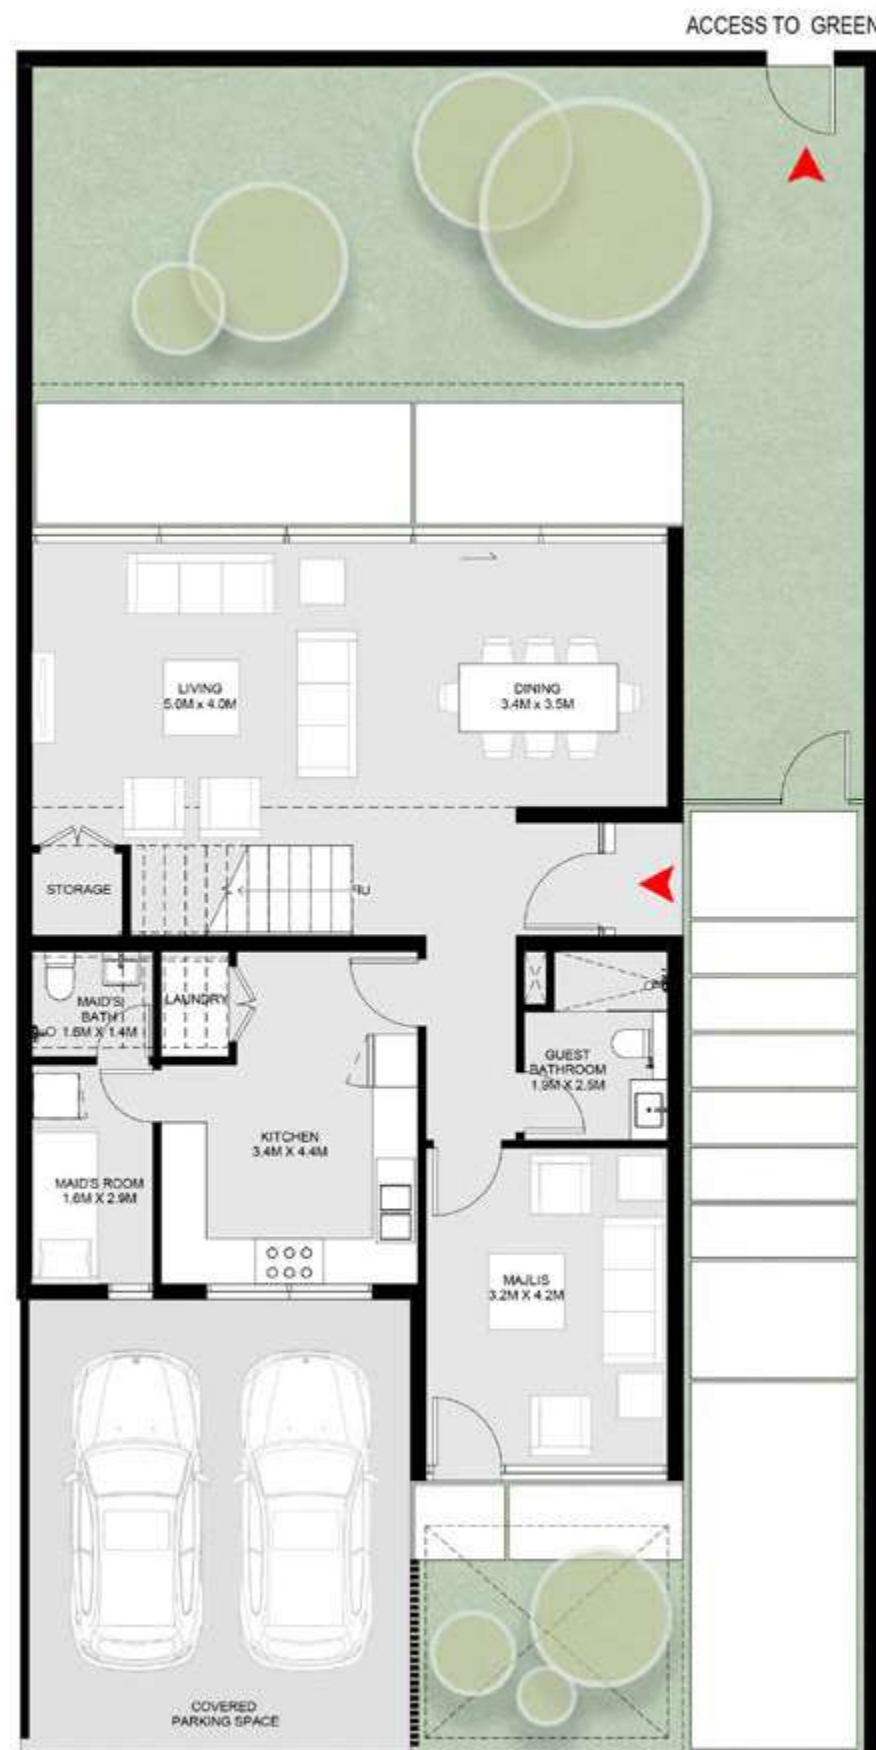 ACCESS TO GREEN
LIVING
5.0M x 4.0M
DINING
3.4M x 3.5M
STORAGE
UP
MAID'S
BATH
1.6M X 1.4M
LAUNDRY
GUEST
BATHROOM
1.9M X 2.5M
KITCHEN
3.4M X 4.4M
MAID'S ROOM
1.6M X 2.9M
MAJLIS
3.2M X 4.2M
COVERED
PARKING SPACE